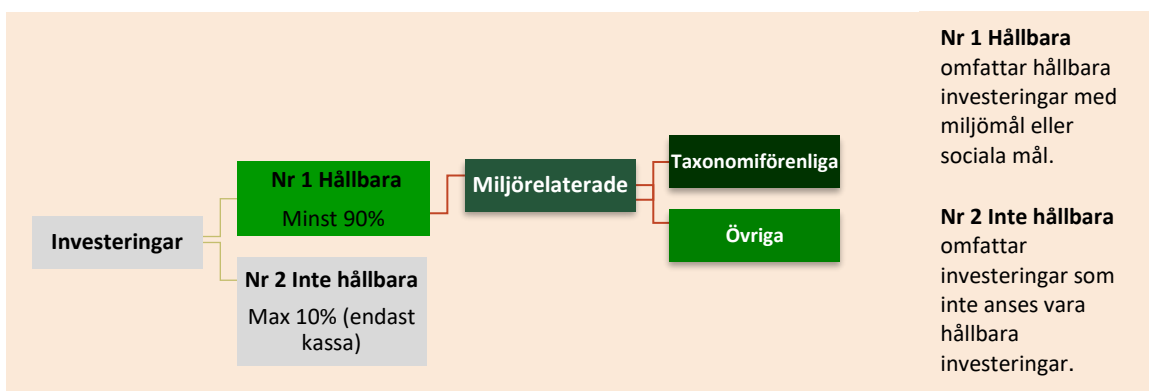 Investeringar
Nr 1 Hållbara
Minst 90%
Nr 2 Inte hållbara
Max 10% (endast
kassa)
Miljörelaterade
Taxonomiförenliga
Övriga
Nr 1 Hållbara
omfattar hållbara
investeringar med
miljömål eller
sociala mål.
Nr 2 Inte hållbara
omfattar
investeringar som
inte anses vara
hållbara
investeringar.